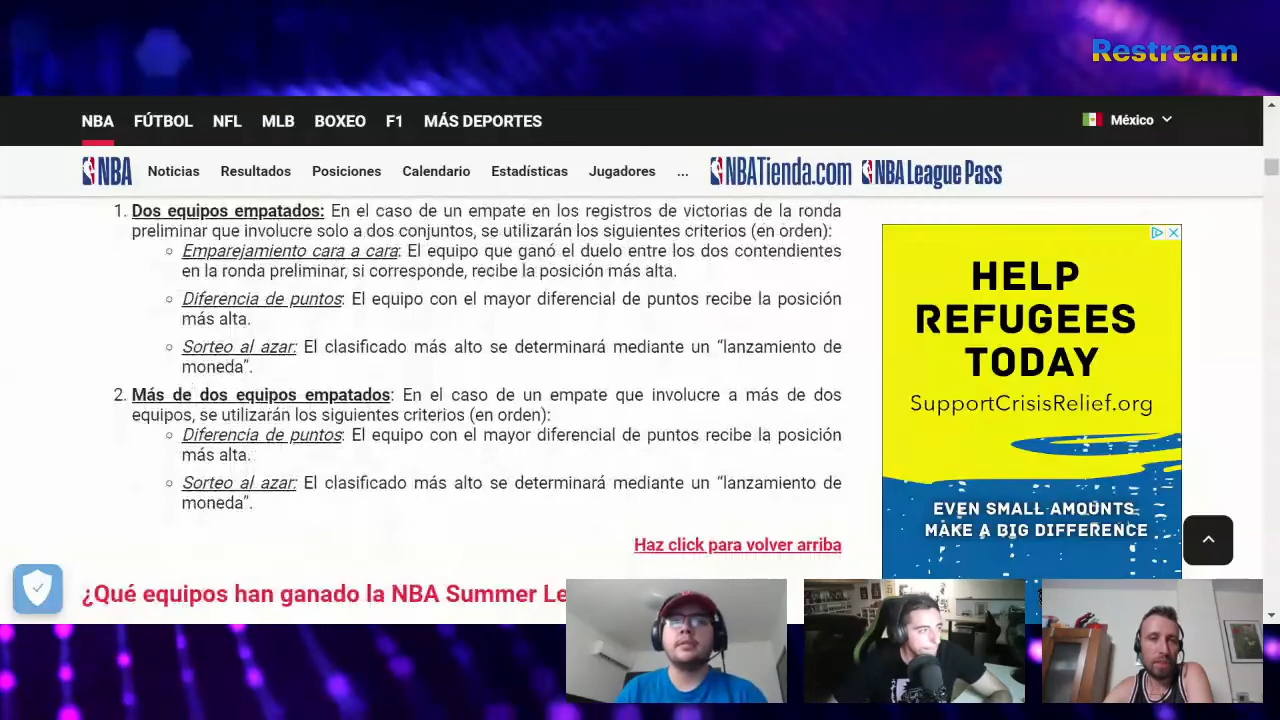 Restream
NBA FÚTBOL NFL MLB BOXEO F1 MÁS DEPORTES México
NBA Noticias Resultados Posiciones Calendario Estadísticas Jugadores ... NBATienda.com NBA League Pass
1. Dos equipos empatados: En el caso de un empate en los registros de victorias de la ronda
preliminar que involucre solo a dos conjuntos, se utilizarán los siguientes criterios (en orden):
Emparejamiento cara a cara: El equipo que ganó el duelo entre los dos contendientes
en la ronda preliminar, si corresponde, recibe la posición más alta.
Diferencia de puntos: El equipo con el mayor diferencial de puntos recibe la posición
más alta.
Sorteo al azar: El clasificado más alto se determinará mediante un “lanzamiento de
moneda”.
2. Más de dos equipos empatados: En el caso de un empate que involucre a más de dos
equipos, se utilizarán los siguientes criterios (en orden):
Diferencia de puntos: El equipo con el mayor diferencial de puntos recibe la posición
más alta.
Sorteo al azar: El clasificado más alto se determinará mediante un “lanzamiento de
moneda”.
Haz click para volver arriba
¿Qué equipos han ganado la NBA Summer Le
HELP
REFUGEES
TODAY
SupportCrisisRelief.org
EVEN SMALL AMOUNTS
MAKE A BIG DIFFERENCE